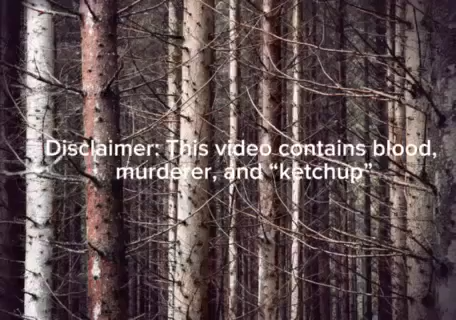 Disclaimer: This video contains blood,
murderer, and “ketchup”